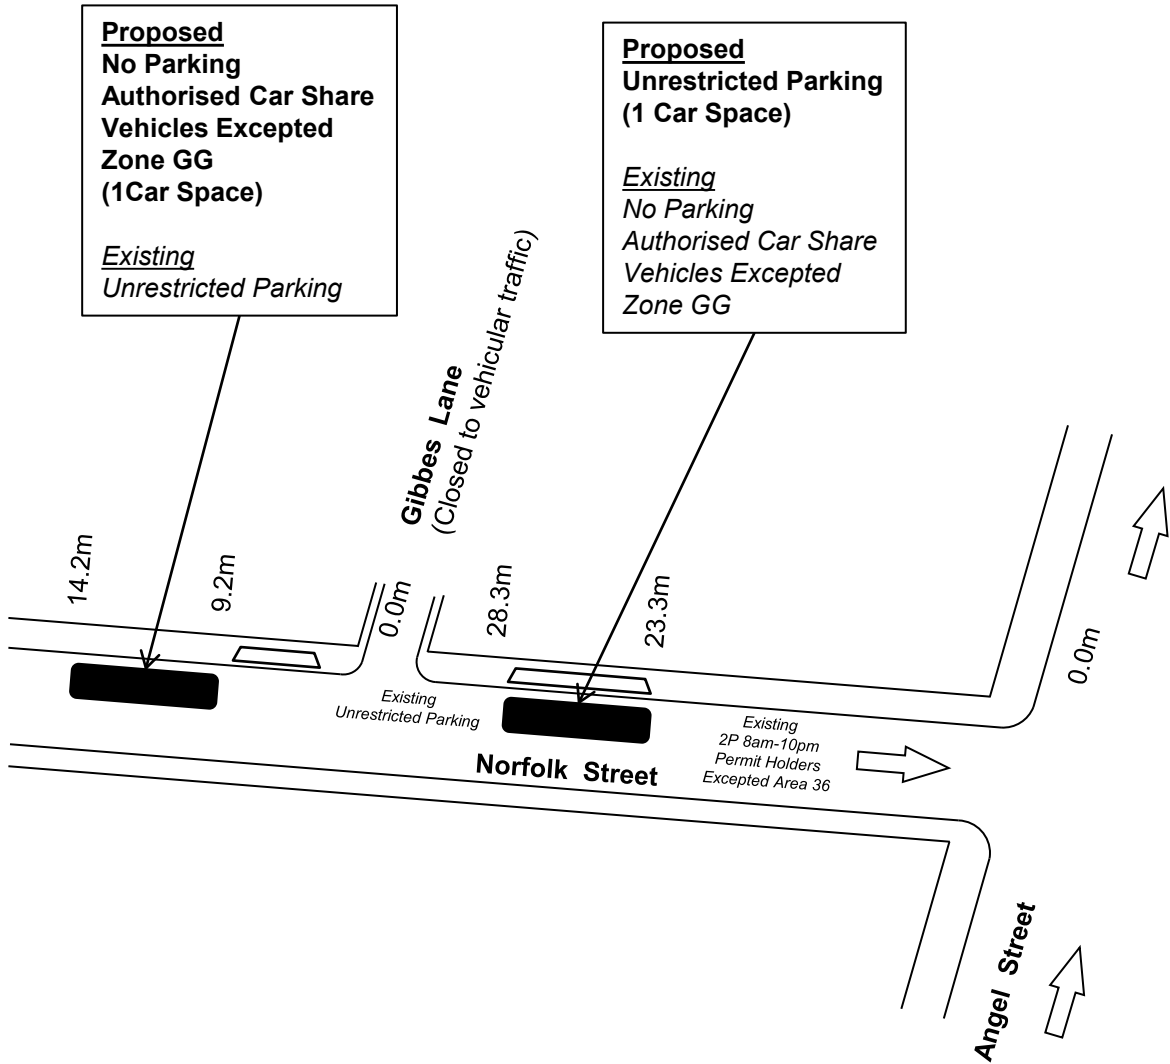 Proposed
No Parking
Authorised Car Share
Vehicles Excepted
Zone GG
(1Car Space)
Existing
Unrestricted Parking
Proposed
Unrestricted Parking
(1 Car Space)
Existing
No Parking
Authorised Car Share
Vehicles Excepted
Zone GG
Gibbes Lane
(Closed to vehicular traffic)
14.2m
9.2m
0.0m
28.3m
23.3m
0.0m
Existing
Unrestricted Parking
Existing
2P 8am-10pm
Permit Holders
Excepted Area 36
Norfolk Street
Angel Street